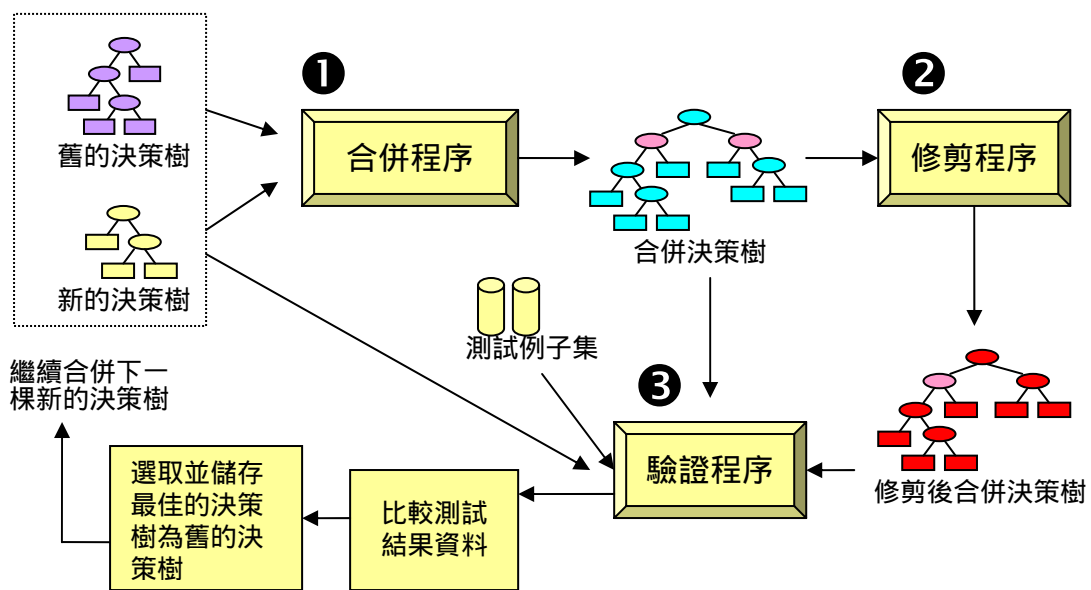 ❶
❷
舊的決策樹
合併程序
修剪程序
新的決策樹
合併決策樹
測試例子集
繼續合併下一
棵新的決策樹
❸
驗證程序
修剪後合併決策樹
選取並儲存
最佳的決策
樹為舊的決
策樹
比較測試
結果資料